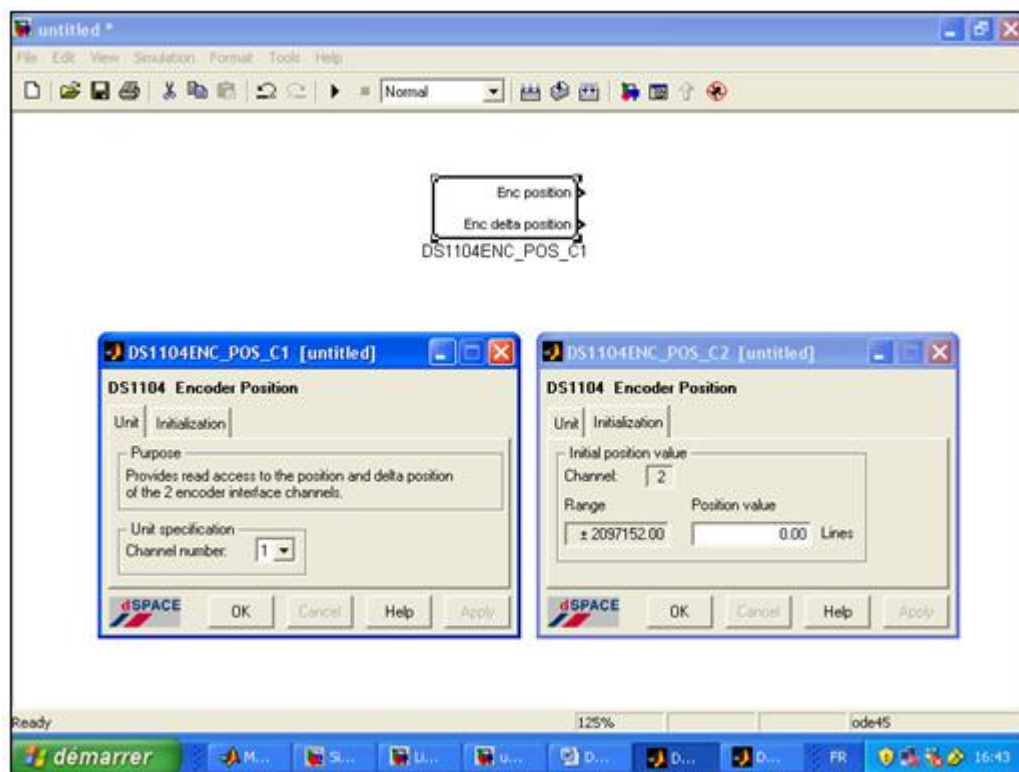 untitled *
File Edit View Simulation Format Tools Help
Normal
Enc position
Enc delta position
DS1104ENC_POS_C1
DS1104ENC_POS_C1 [untitled]
DS1104 Encoder Position
Unit Initialization
Purpose
Provides read access to the position and delta position
of the 2 encoder interface channels.
Unit specification
Channel number: 1
dSPACE OK Cancel Help Apply
DS1104ENC_POS_C2 [untitled]
DS1104 Encoder Position
Unit Initialization
Initial position value
Channel: 2
Range Position value
± 2097152.00 0.00 Lines
dSPACE OK Cancel Help Apply
Ready 125% ode45
démarrer M... Si... Li... u... D... D... D... FR 16:43